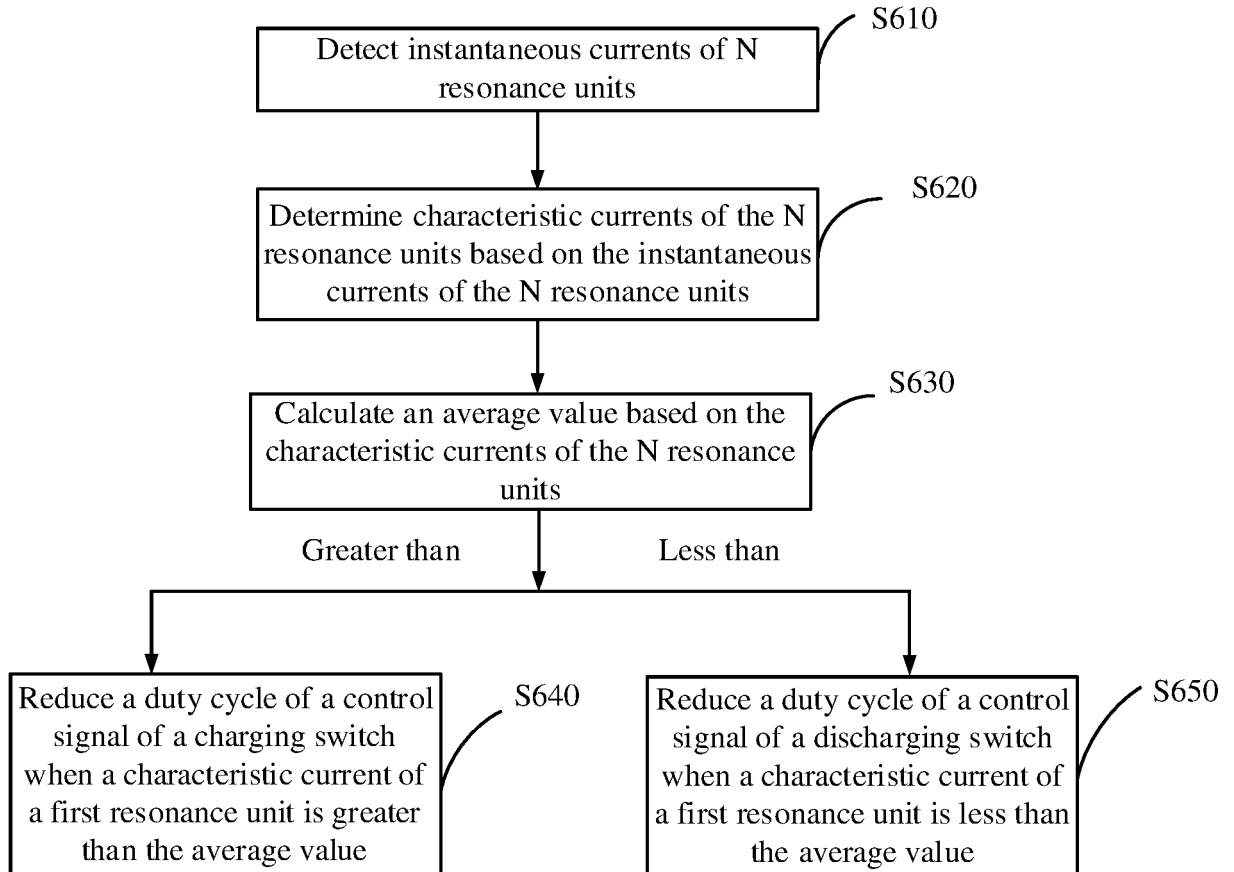 S610
Detect instantaneous currents of N
resonance units
S620
Determine characteristic currents of the N
resonance units based on the instantaneous
currents of the N resonance units
S630
Calculate an average value based on the
characteristic currents of the N resonance
units
Greater than
Less than
S640
Reduce a duty cycle of a control
signal of a charging switch
when a characteristic current of
a first resonance unit is greater
than the average value
S650
Reduce a duty cycle of a control
signal of a discharging switch
when a characteristic current of
a first resonance unit is less than
the average value